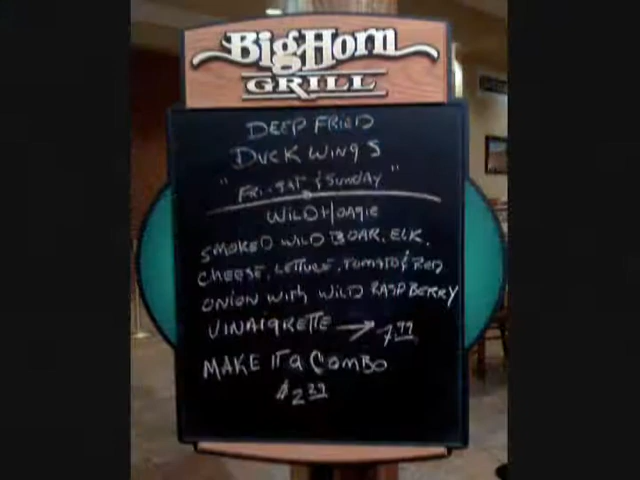 BigHorn
GRILL
DEEP FRIED
DUCK WINGS
"FRI-SAT & SUNDAY"
WILD HOAGIE
SMOKED WILD BOAR, ELK,
CHEESE, LETTUCE, TOMATO & RED
ONION WITH WILD RASPBERRY
VINAIGRETTE → 7.99
MAKE IT a COMBO
$2.29